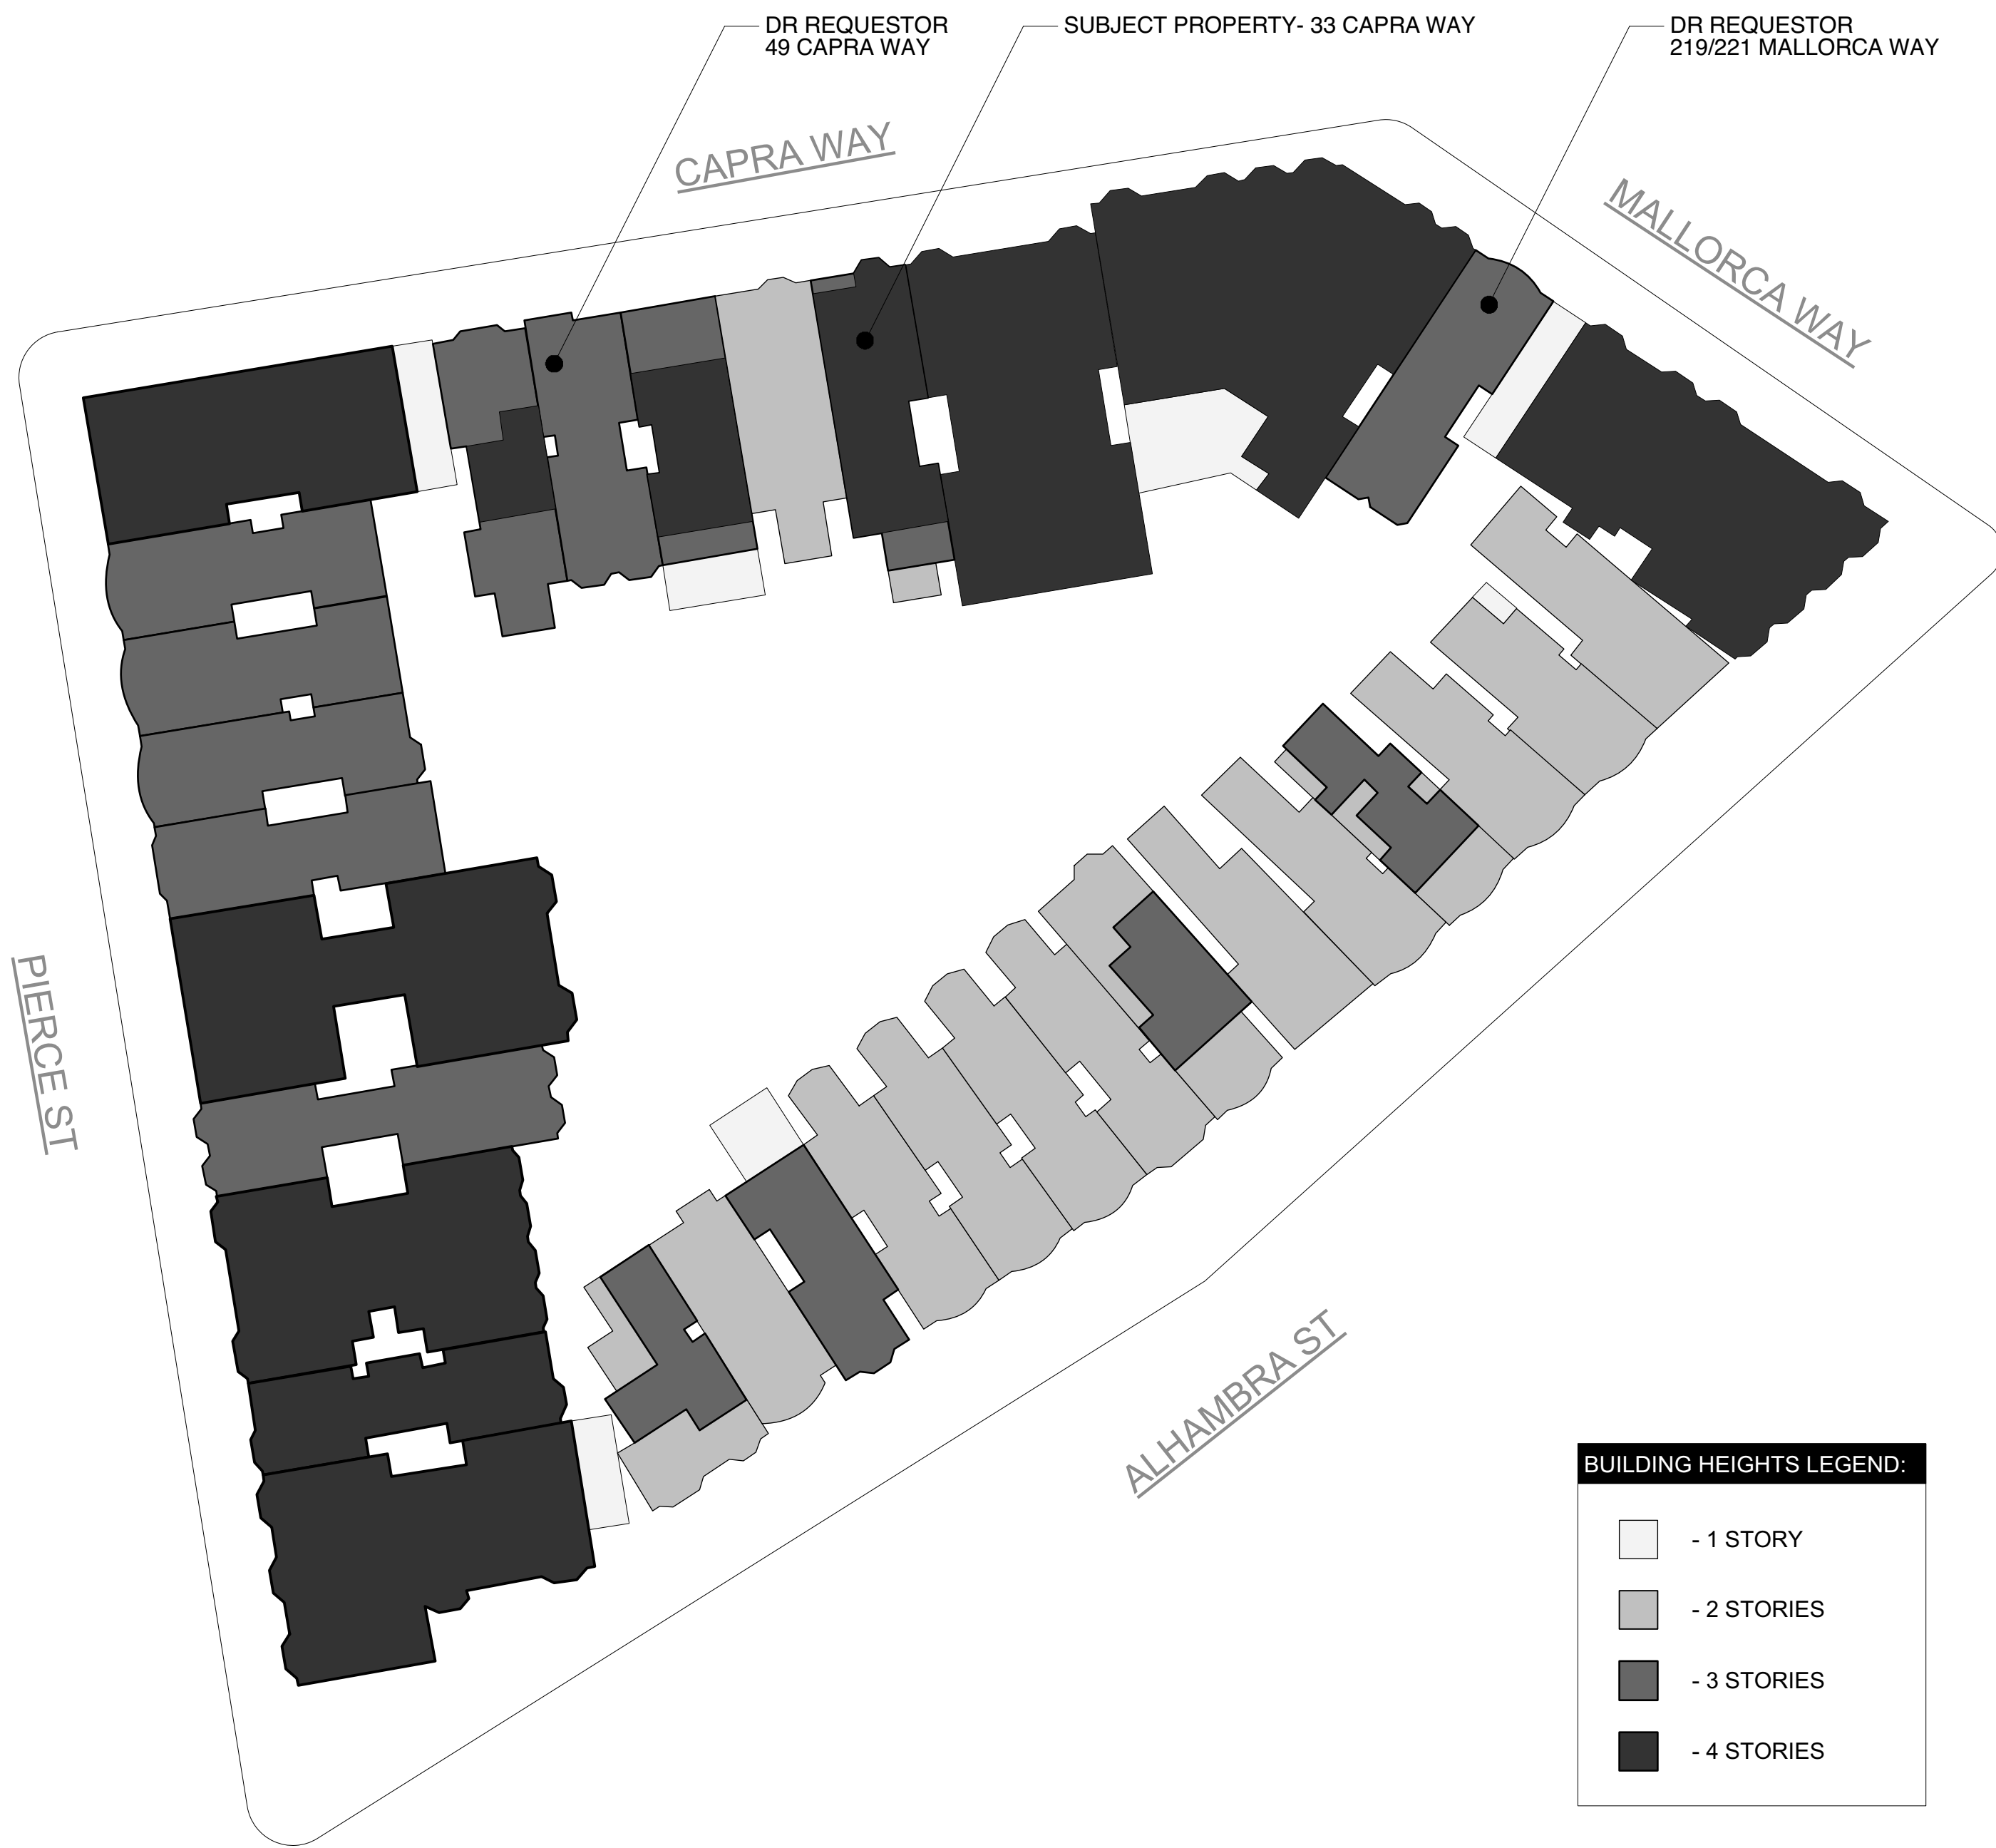 DR REQUESTOR
49 CAPRA WAY
SUBJECT PROPERTY- 33 CAPRA WAY
DR REQUESTOR
219/221 MALLORCA WAY
CAPRA WAY
MALLORCA WAY
PIERCE ST
ALHAMBRA ST
BUILDING HEIGHTS LEGEND:
- 1 STORY
- 2 STORIES
- 3 STORIES
- 4 STORIES